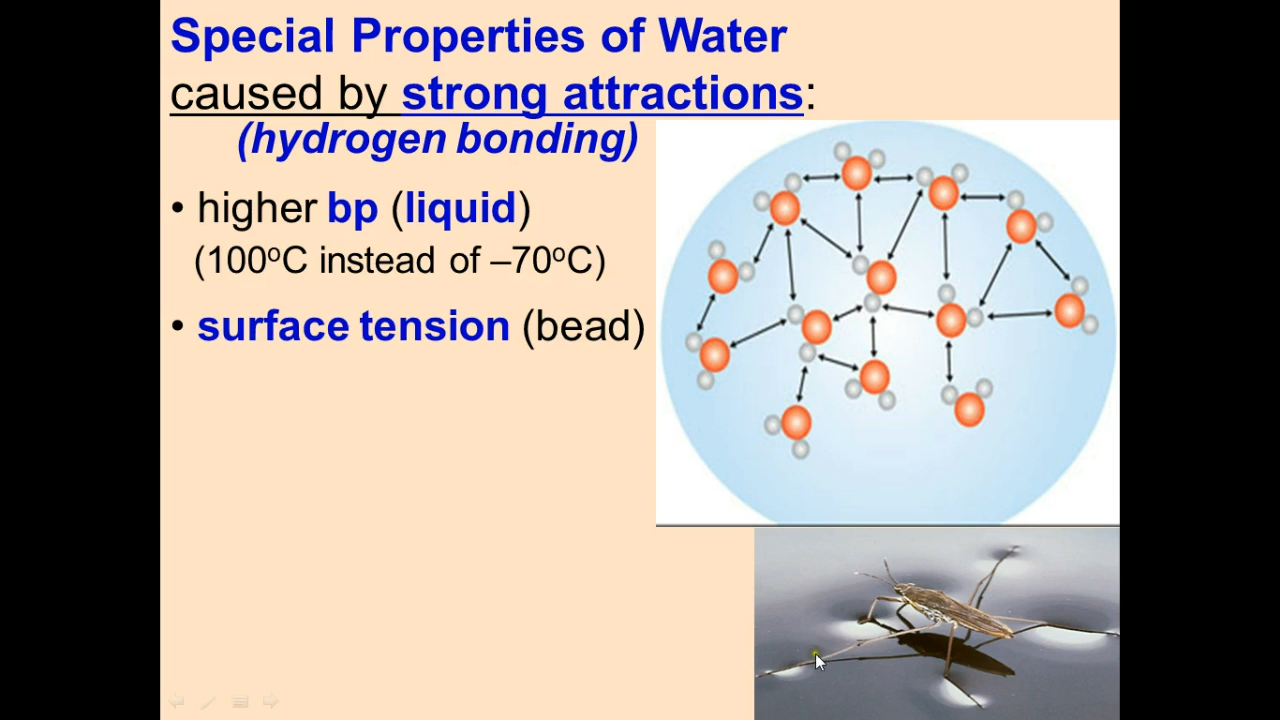 Special Properties of Water
caused by strong attractions:
(hydrogen bonding)
• higher bp (liquid)
(100ºC instead of –70ºC)
• surface tension (bead)